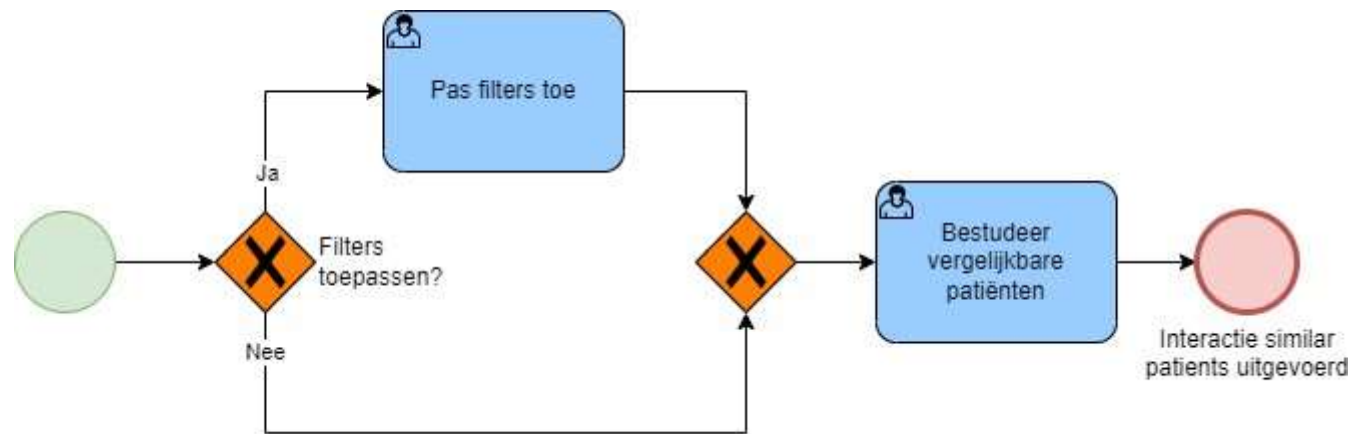 Pas filters toe
Ja
Filters
toepassen?
Nee
Bestudeer
vergelijkbare
patiënten
Interactie similar
patients uitgevoerd